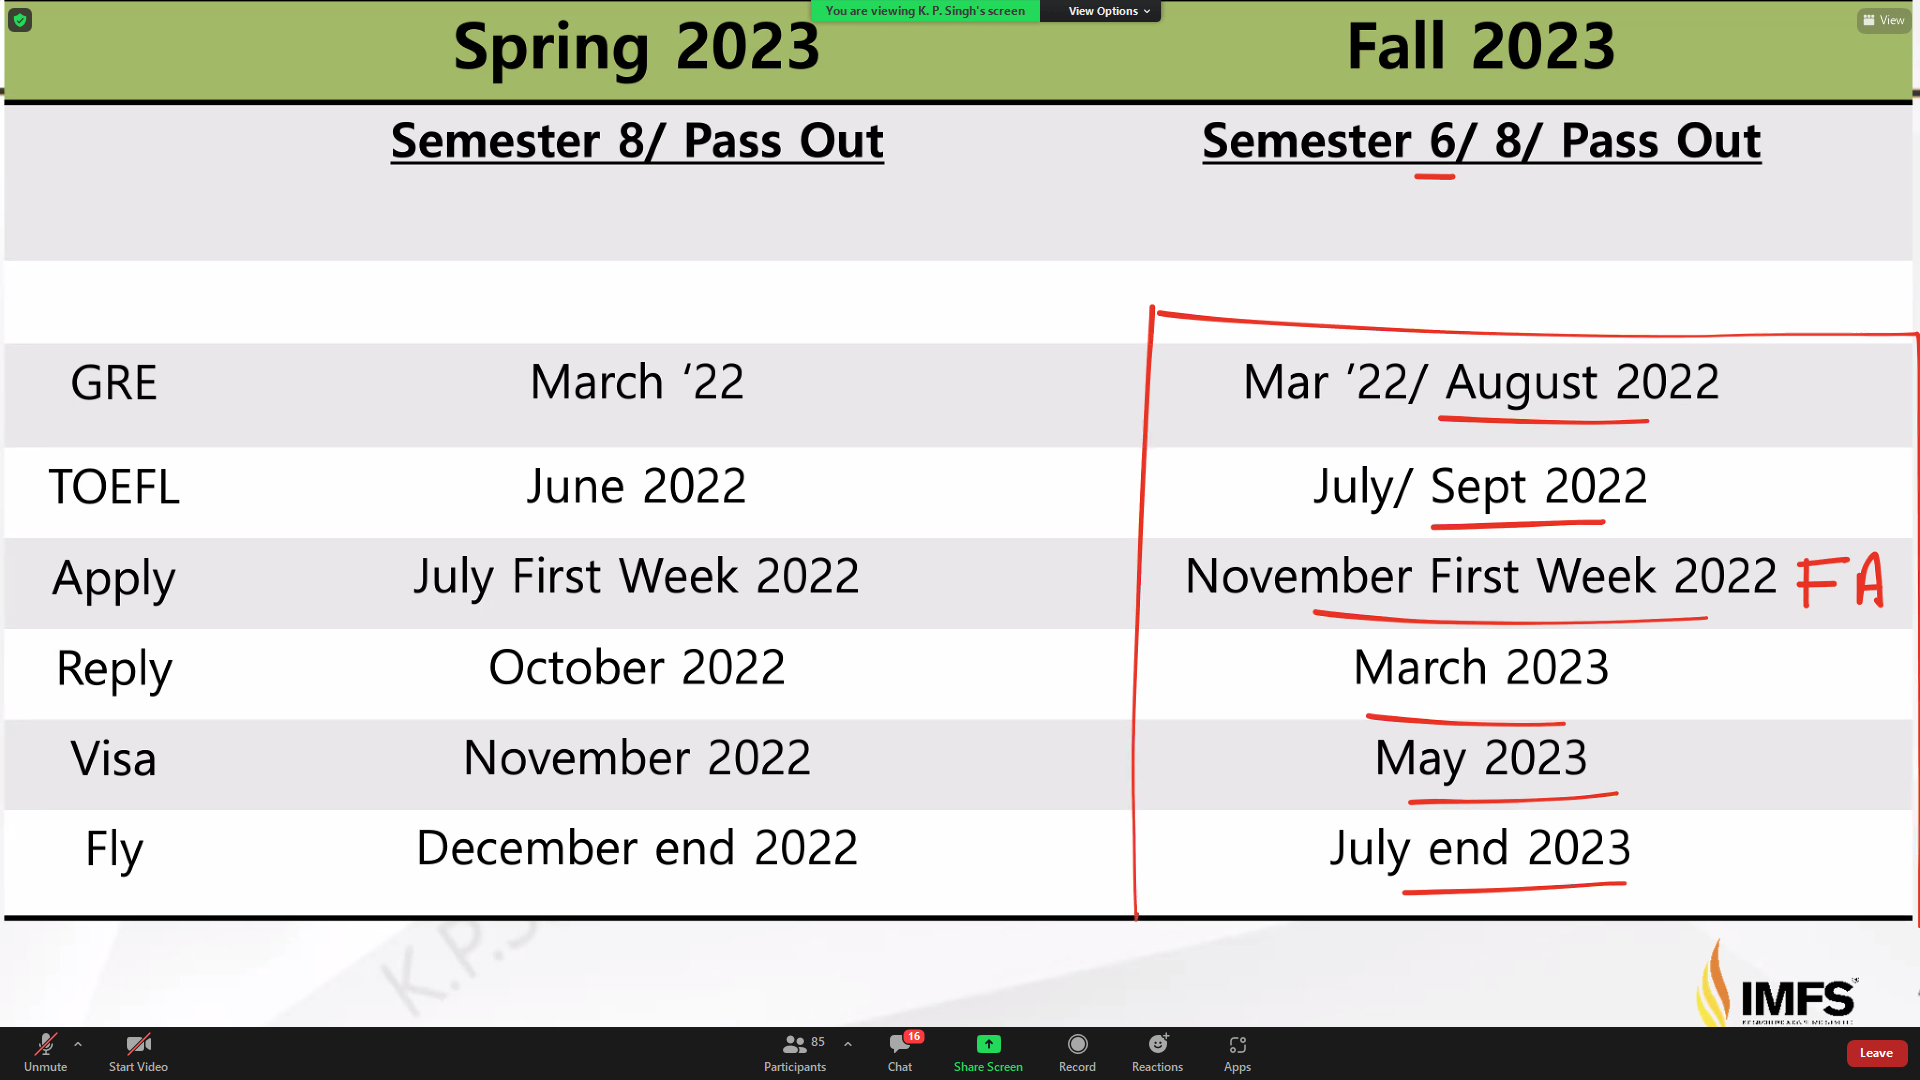 You are viewing K. P. Singh's screen View Options
View
Spring 2023 Fall 2023
Semester 8/ Pass Out Semester 6/ 8/ Pass Out
GRE March ‘22 Mar ’22/ August 2022
TOEFL June 2022 July/ Sept 2022
Apply July First Week 2022 November First Week 2022 FA
Reply October 2022 March 2023
Visa November 2022 May 2023
Fly December end 2022 July end 2023
K.P.S
IMFS
Unmute Start Video Participants 85 Chat 16 Share Screen Record Reactions Apps Leave